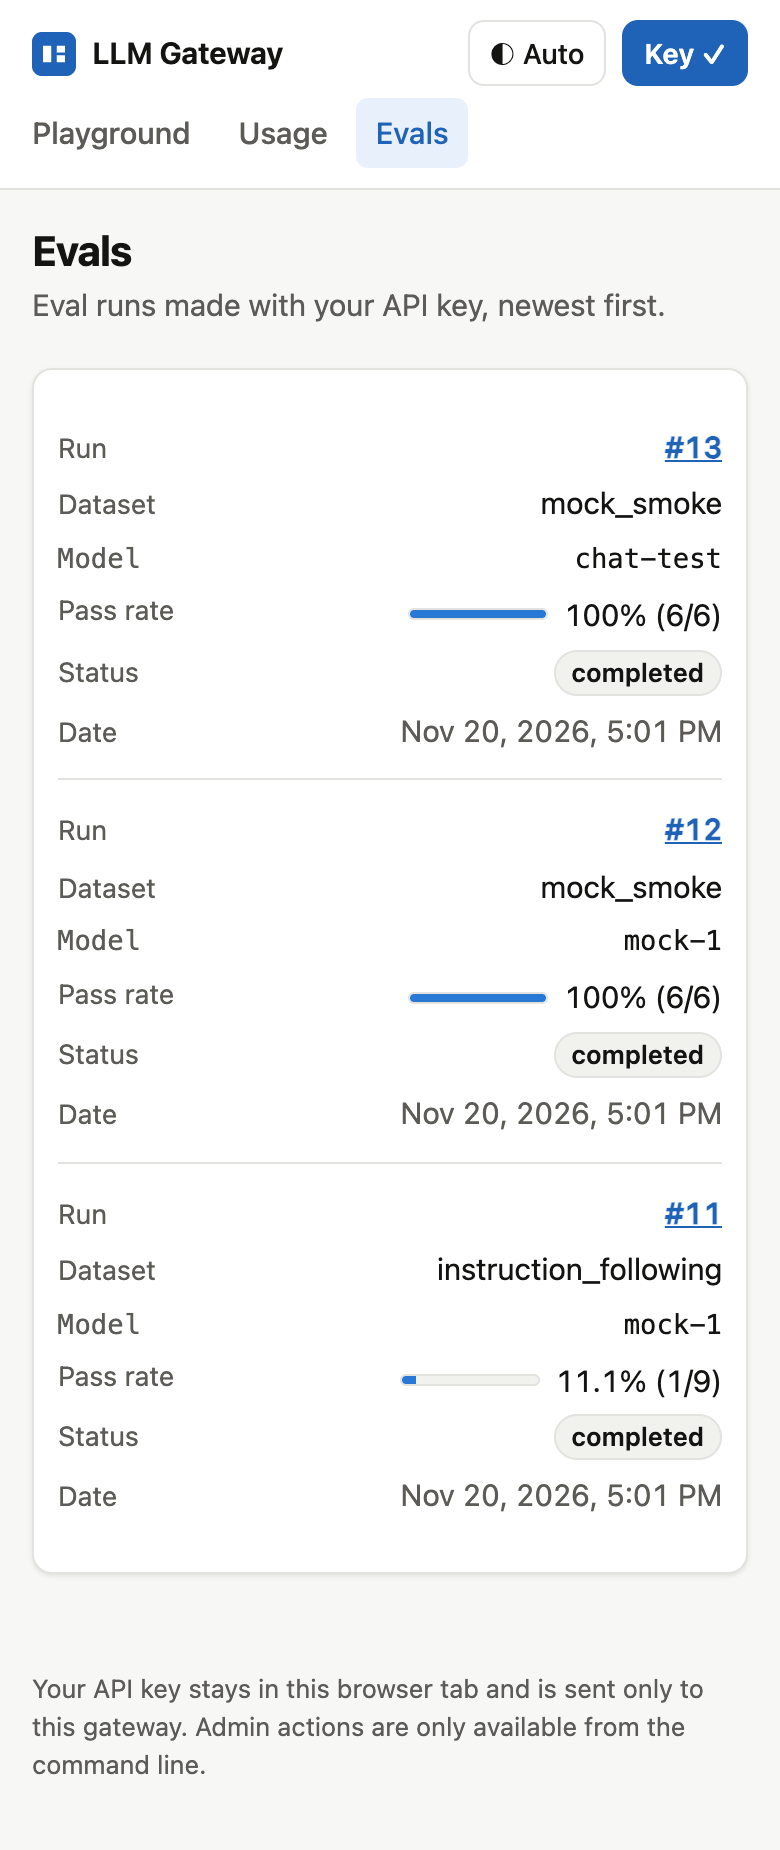 LLM Gateway
Auto
Key ✓
Playground Usage Evals
Evals
Eval runs made with your API key, newest first.
Run #13
Dataset mock_smoke
Model chat-test
Pass rate 100% (6/6)
Status completed
Date Nov 20, 2026, 5:01 PM
Run #12
Dataset mock_smoke
Model mock-1
Pass rate 100% (6/6)
Status completed
Date Nov 20, 2026, 5:01 PM
Run #11
Dataset instruction_following
Model mock-1
Pass rate 11.1% (1/9)
Status completed
Date Nov 20, 2026, 5:01 PM
Your API key stays in this browser tab and is sent only to
this gateway. Admin actions are only available from the
command line.